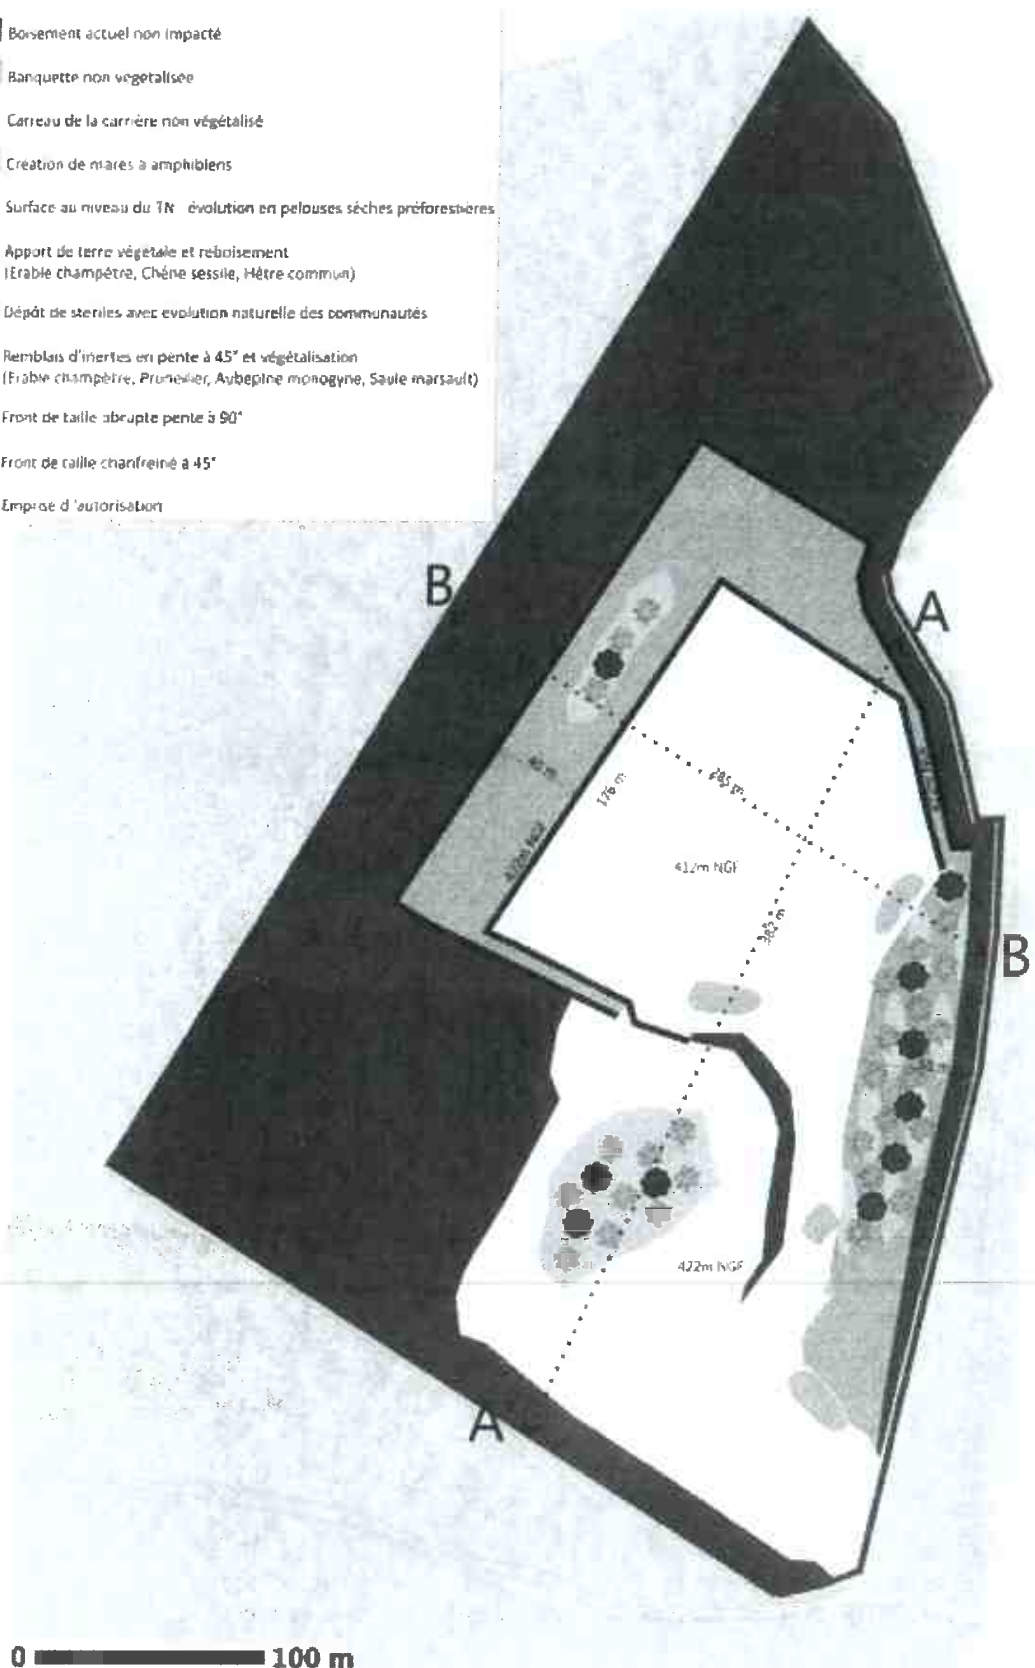 Boisement actuel non impacté
Banquette non végétalisée
Carreau de la carrière non végétalisé
Création de mares à amphibiens
Surface au niveau du TN évolution en pelouses sèches préforestières
Apport de terre végétale et reboisement
(Erable champêtre, Chêne sessile, Hêtre commun)
Dépôt de steriles avec evolution naturelle des communautés
Remblais d'inertes en pente à 45° et végétalisation
(Erable champêtre, Prunellier, Aubepine monogyne, Saule marsault)
Front de taille abrupte pente à 90°
Front de taille chanfreiné à 45°
Emprise d'autorisation
B
A
176 m
285 m
412m NGF
382 m
B
422m NGF
A
0 100 m